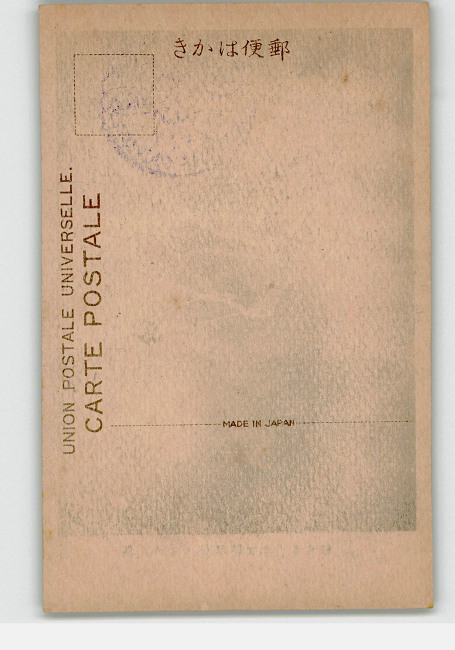 きかは便郵
UNION POSTALE UNIVERSELLE.
CARTE POSTALE
MADE IN JAPAN